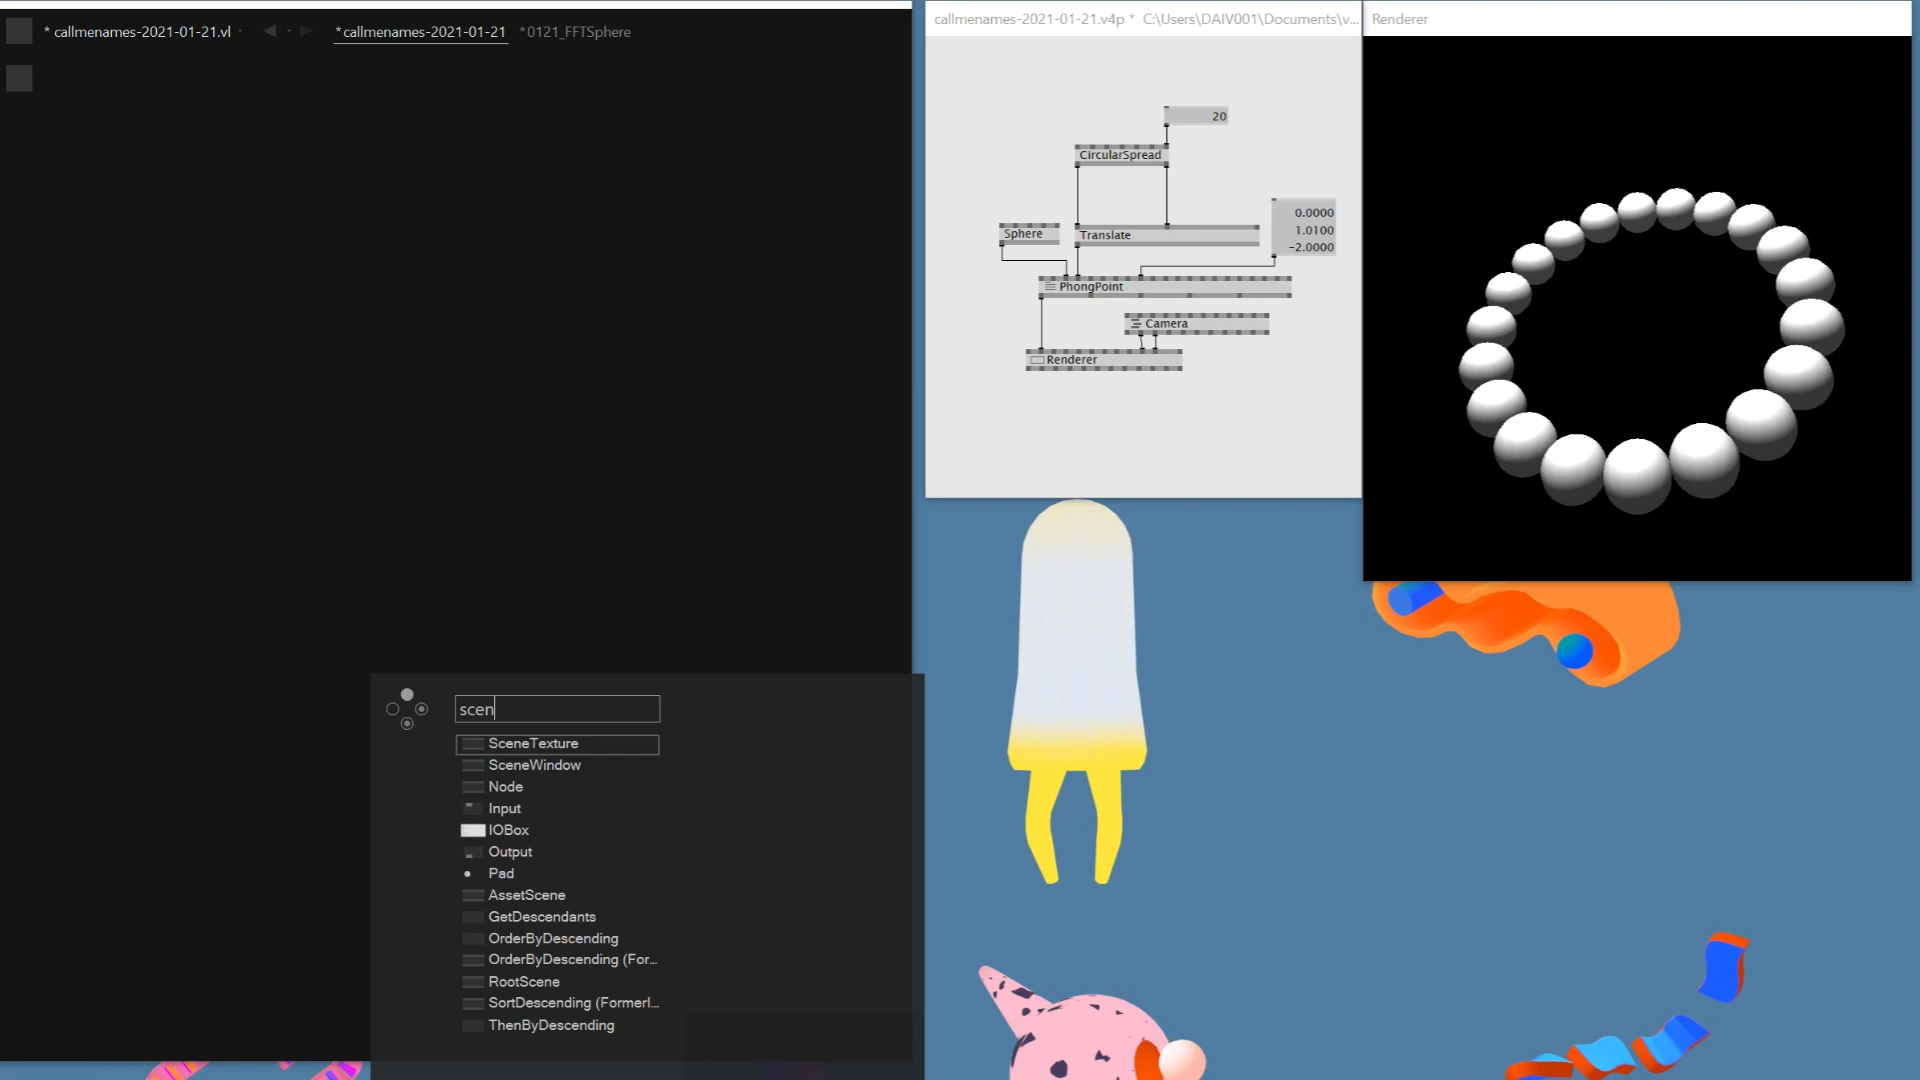 * callmenames-2021-01-21.vl
*callmenames-2021-01-21
*0121_FFTSphere
scen
SceneTexture
SceneWindow
Node
Input
IOBox
Output
Pad
AssetScene
GetDescendants
OrderByDescending
OrderByDescending (For...
RootScene
SortDescending (Formerl...
ThenByDescending
callmenames-2021-01-21.v4p * C:\Users\DAIV001\Documents\v...
20
CircularSpread
Sphere
Translate
0.0000
1.0100
-2.0000
PhongPoint
Camera
Renderer
Renderer